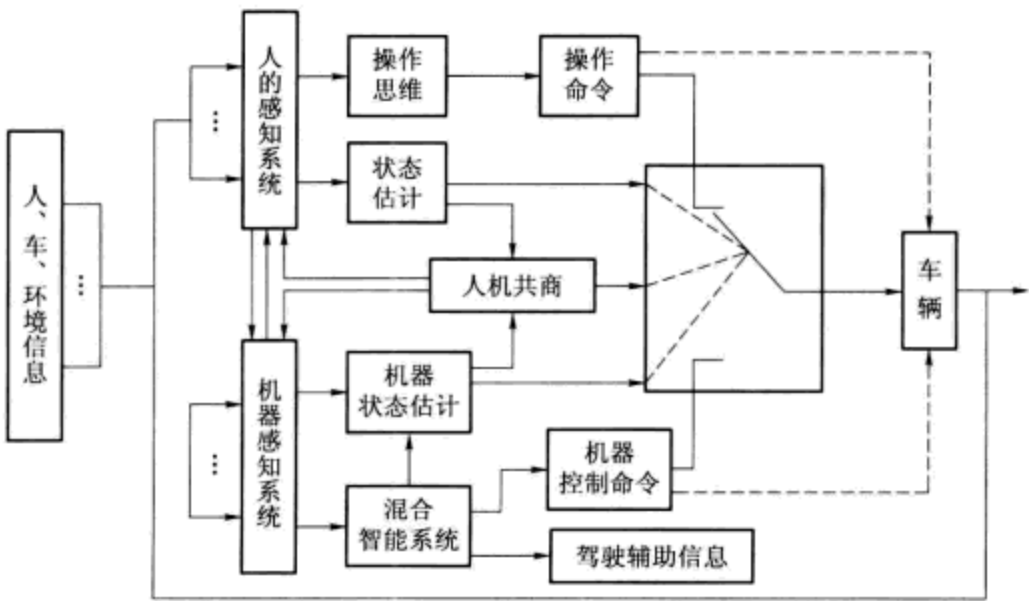 人、车、环境信息
人的感知系统
操作
思维
操作
命令
状态
估计
人机共商
车辆
机器感知系统
机器
状态估计
混合
智能系统
机器
控制命令
驾驶辅助信息